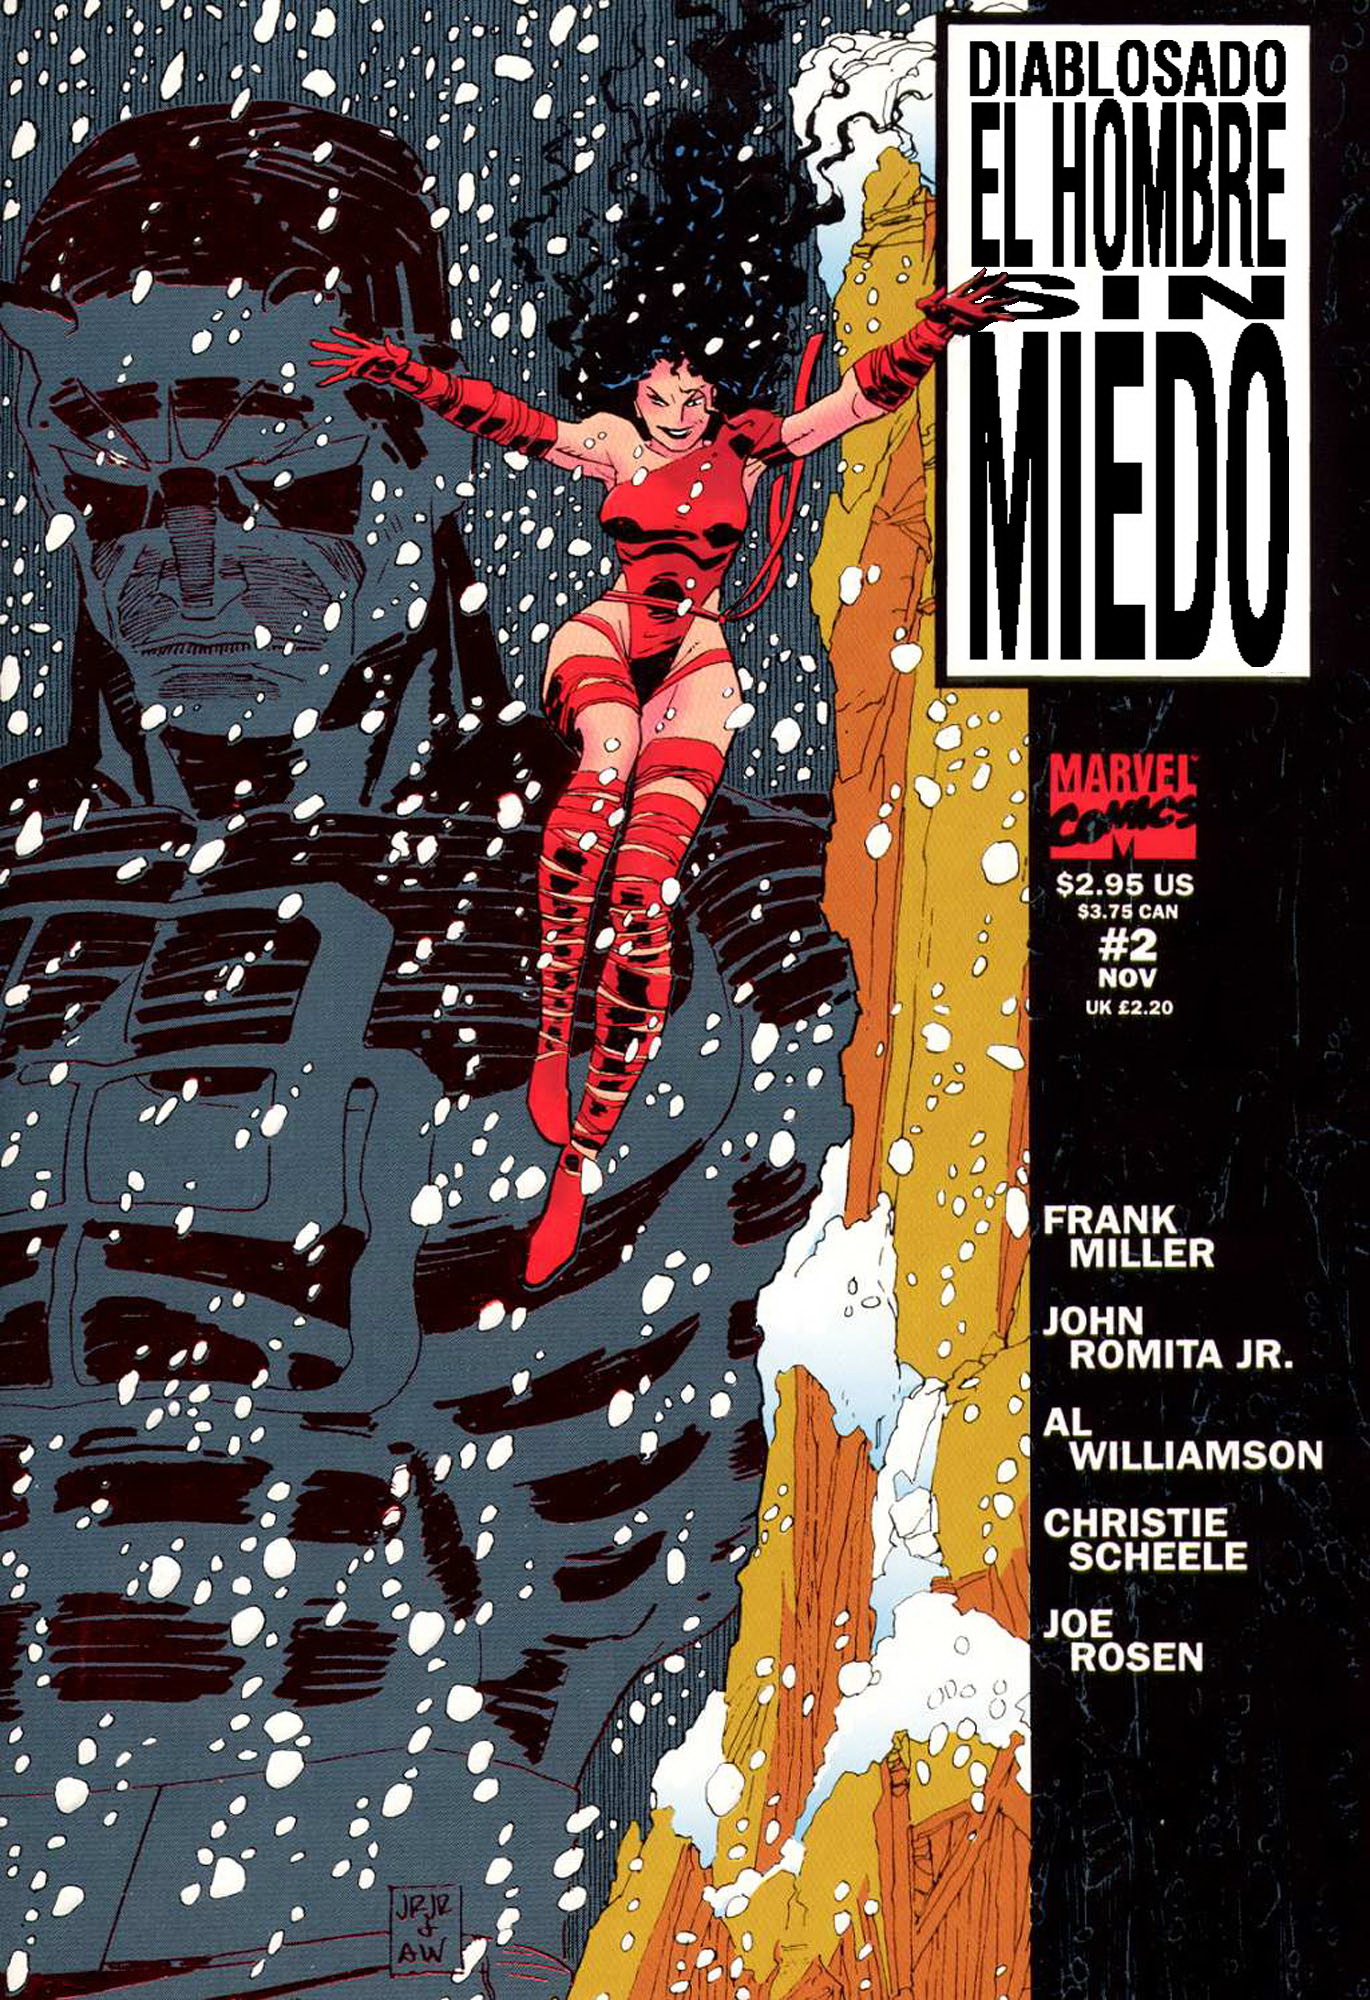 DIABLOSADO
EL HOMBRE
SIN
MIEDO
MARVEL
COMICS
$2.95 US
$3.75 CAN
#2
NOV
UK £2.20
FRANK
MILLER
JOHN
ROMITA JR.
AL
WILLIAMSON
CHRISTIE
SCHEELE
JOE
ROSEN
JRJR
&
AW